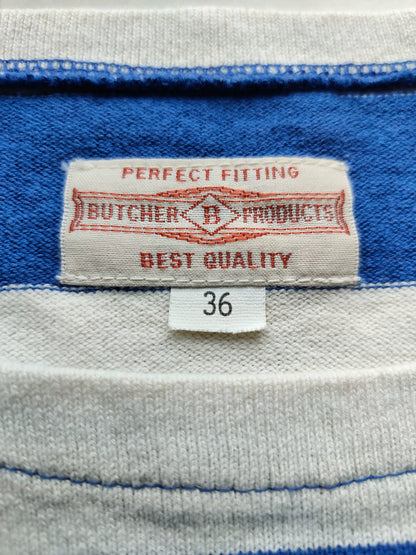 PERFECT FITTING
BUTCHER B PRODUCTS
BEST QUALITY
36